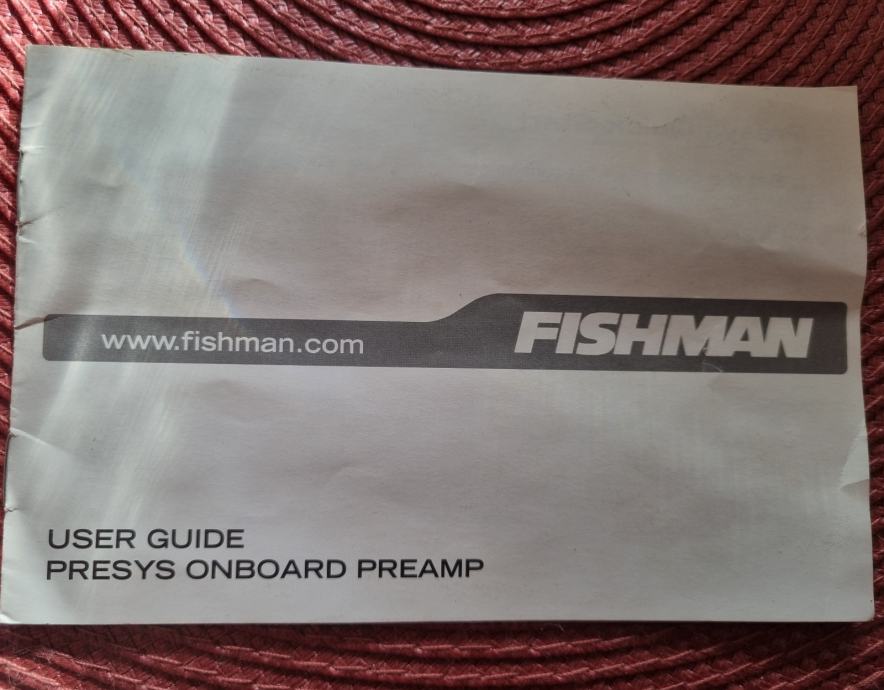 www.fishman.com
FISHMAN
USER GUIDE
PRESYS ONBOARD PREAMP